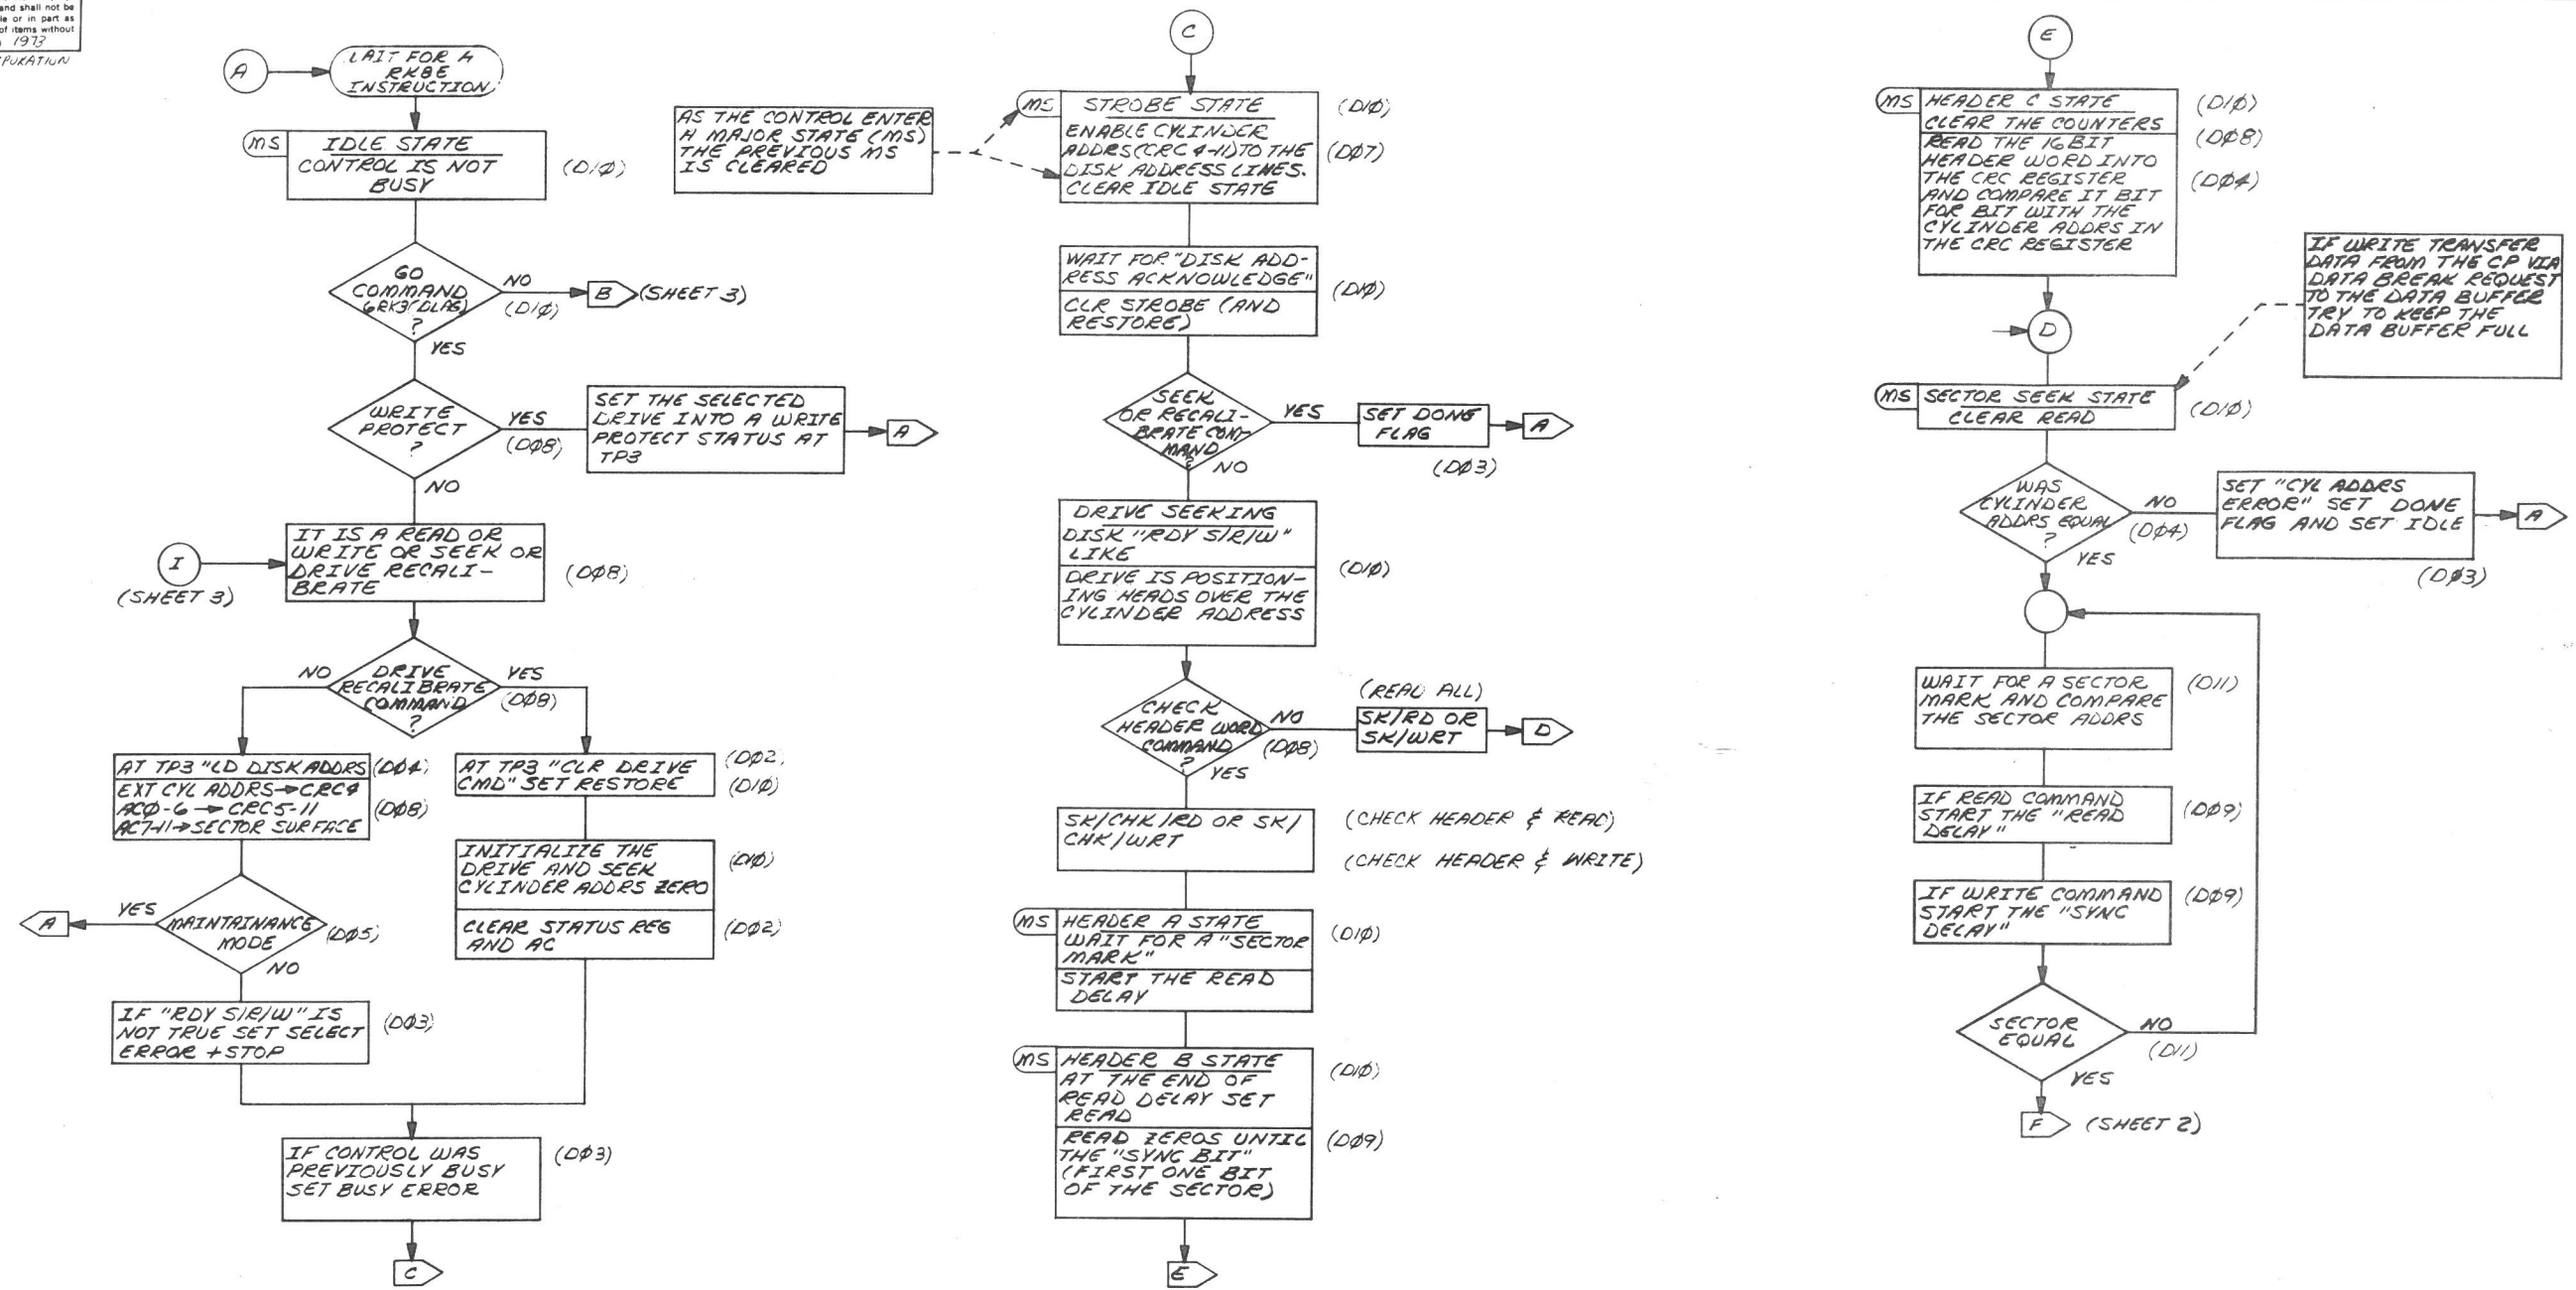 and shall not be
le or in part as
of items without
1973
A
LAIT FOR A
RK8E
INSTRUCTION
MS
IDLE STATE
CONTROL IS NOT
BUSY
(D1Ø)
GO
COMMAND
6RK3(DLAG)
?
NO
(D1Ø)
B
(SHEET 3)
YES
WRITE
PROTECT
?
YES
(DØ8)
SET THE SELECTED
DRIVE INTO A WRITE
PROTECT STATUS AT
TP3
A
NO
I
(SHEET 3)
IT IS A READ OR
WRITE OR SEEK OR
DRIVE RECALI-
BRATE
(DØ8)
NO
DRIVE
RECALIBRATE
COMMAND
?
YES
(DØ8)
AT TP3 "LD DISK ADDRS
(DØ4)
EXT CYL ADDRS→CRC4
ACØ-6→CRC5-11
AC7-11→SECTOR SURFACE
(DØ8)
AT TP3 "CLR DRIVE
CMD" SET RESTORE
(DØ2,
(D1Ø)
INITIALIZE THE
DRIVE AND SEEK
CYLINDER ADDRS ZERO
(D1Ø)
CLEAR STATUS REG
AND AC
(DØ2)
A
YES
MAINTAINANCE
MODE
(DØ5)
NO
IF "RDY S/R/W" IS
NOT TRUE SET SELECT
ERROR + STOP
(DØ3)
IF CONTROL WAS
PREVIOUSLY BUSY
SET BUSY ERROR
(DØ3)
C
AS THE CONTROL ENTER
A MAJOR STATE (MS)
THE PREVIOUS MS
IS CLEARED
C
MS
STROBE STATE
(D1Ø)
ENABLE CYLINDER
ADDRS(CRC 4-11)TO THE
DISK ADDRESS LINES.
CLEAR IDLE STATE
(DØ7)
WAIT FOR "DISK ADD-
RESS ACKNOWLEDGE"
CLR STROBE (AND
RESTORE)
(D1Ø)
SEEK
OR RECALI-
BRATE COM-
MAND
?
YES
SET DONE
FLAG
(DØ3)
A
NO
DRIVE SEEKING
DISK "RDY S/R/W"
LIKE
DRIVE IS POSITION-
ING HEADS OVER THE
CYLINDER ADDRESS
(D1Ø)
CHECK
HEADER WORD
COMMAND
?
NO
(DØ8)
(READ ALL)
SK/RD OR
SK/WRT
D
YES
SK/CHK/RD OR SK/
CHK/WRT
(CHECK HEADER & READ)
(CHECK HEADER & WRITE)
MS
HEADER A STATE
WAIT FOR A "SECTOR
MARK"
START THE READ
DELAY
(D1Ø)
MS
HEADER B STATE
AT THE END OF
READ DELAY SET
READ
(D1Ø)
READ ZEROS UNTIL
THE "SYNC BIT"
(FIRST ONE BIT
OF THE SECTOR)
(DØ9)
E
E
MS
HEADER C STATE
CLEAR THE COUNTERS
READ THE 16 BIT
HEADER WORD INTO
THE CRC REGISTER
AND COMPARE IT BIT
FOR BIT WITH THE
CYLINDER ADDRS IN
THE CRC REGISTER
(D1Ø)
(DØ8)
(DØ4)
D
IF WRITE TRANSFER
DATA FROM THE CP VIA
DATA BREAK REQUEST
TO THE DATA BUFFER
TRY TO KEEP THE
DATA BUFFER FULL
MS
SECTOR SEEK STATE
CLEAR READ
(D1Ø)
WAS
CYLINDER
ADDRS EQUAL
?
NO
(DØ4)
SET "CYL ADDRS
ERROR" SET DONE
FLAG AND SET IDLE
(DØ3)
A
YES
WAIT FOR A SECTOR
MARK AND COMPARE
THE SECTOR ADDRS
(D11)
IF READ COMMAND
START THE "READ
DELAY"
(DØ9)
IF WRITE COMMAND
START THE "SYNC
DELAY"
(DØ9)
SECTOR
EQUAL
NO
(D11)
YES
F
(SHEET 2)